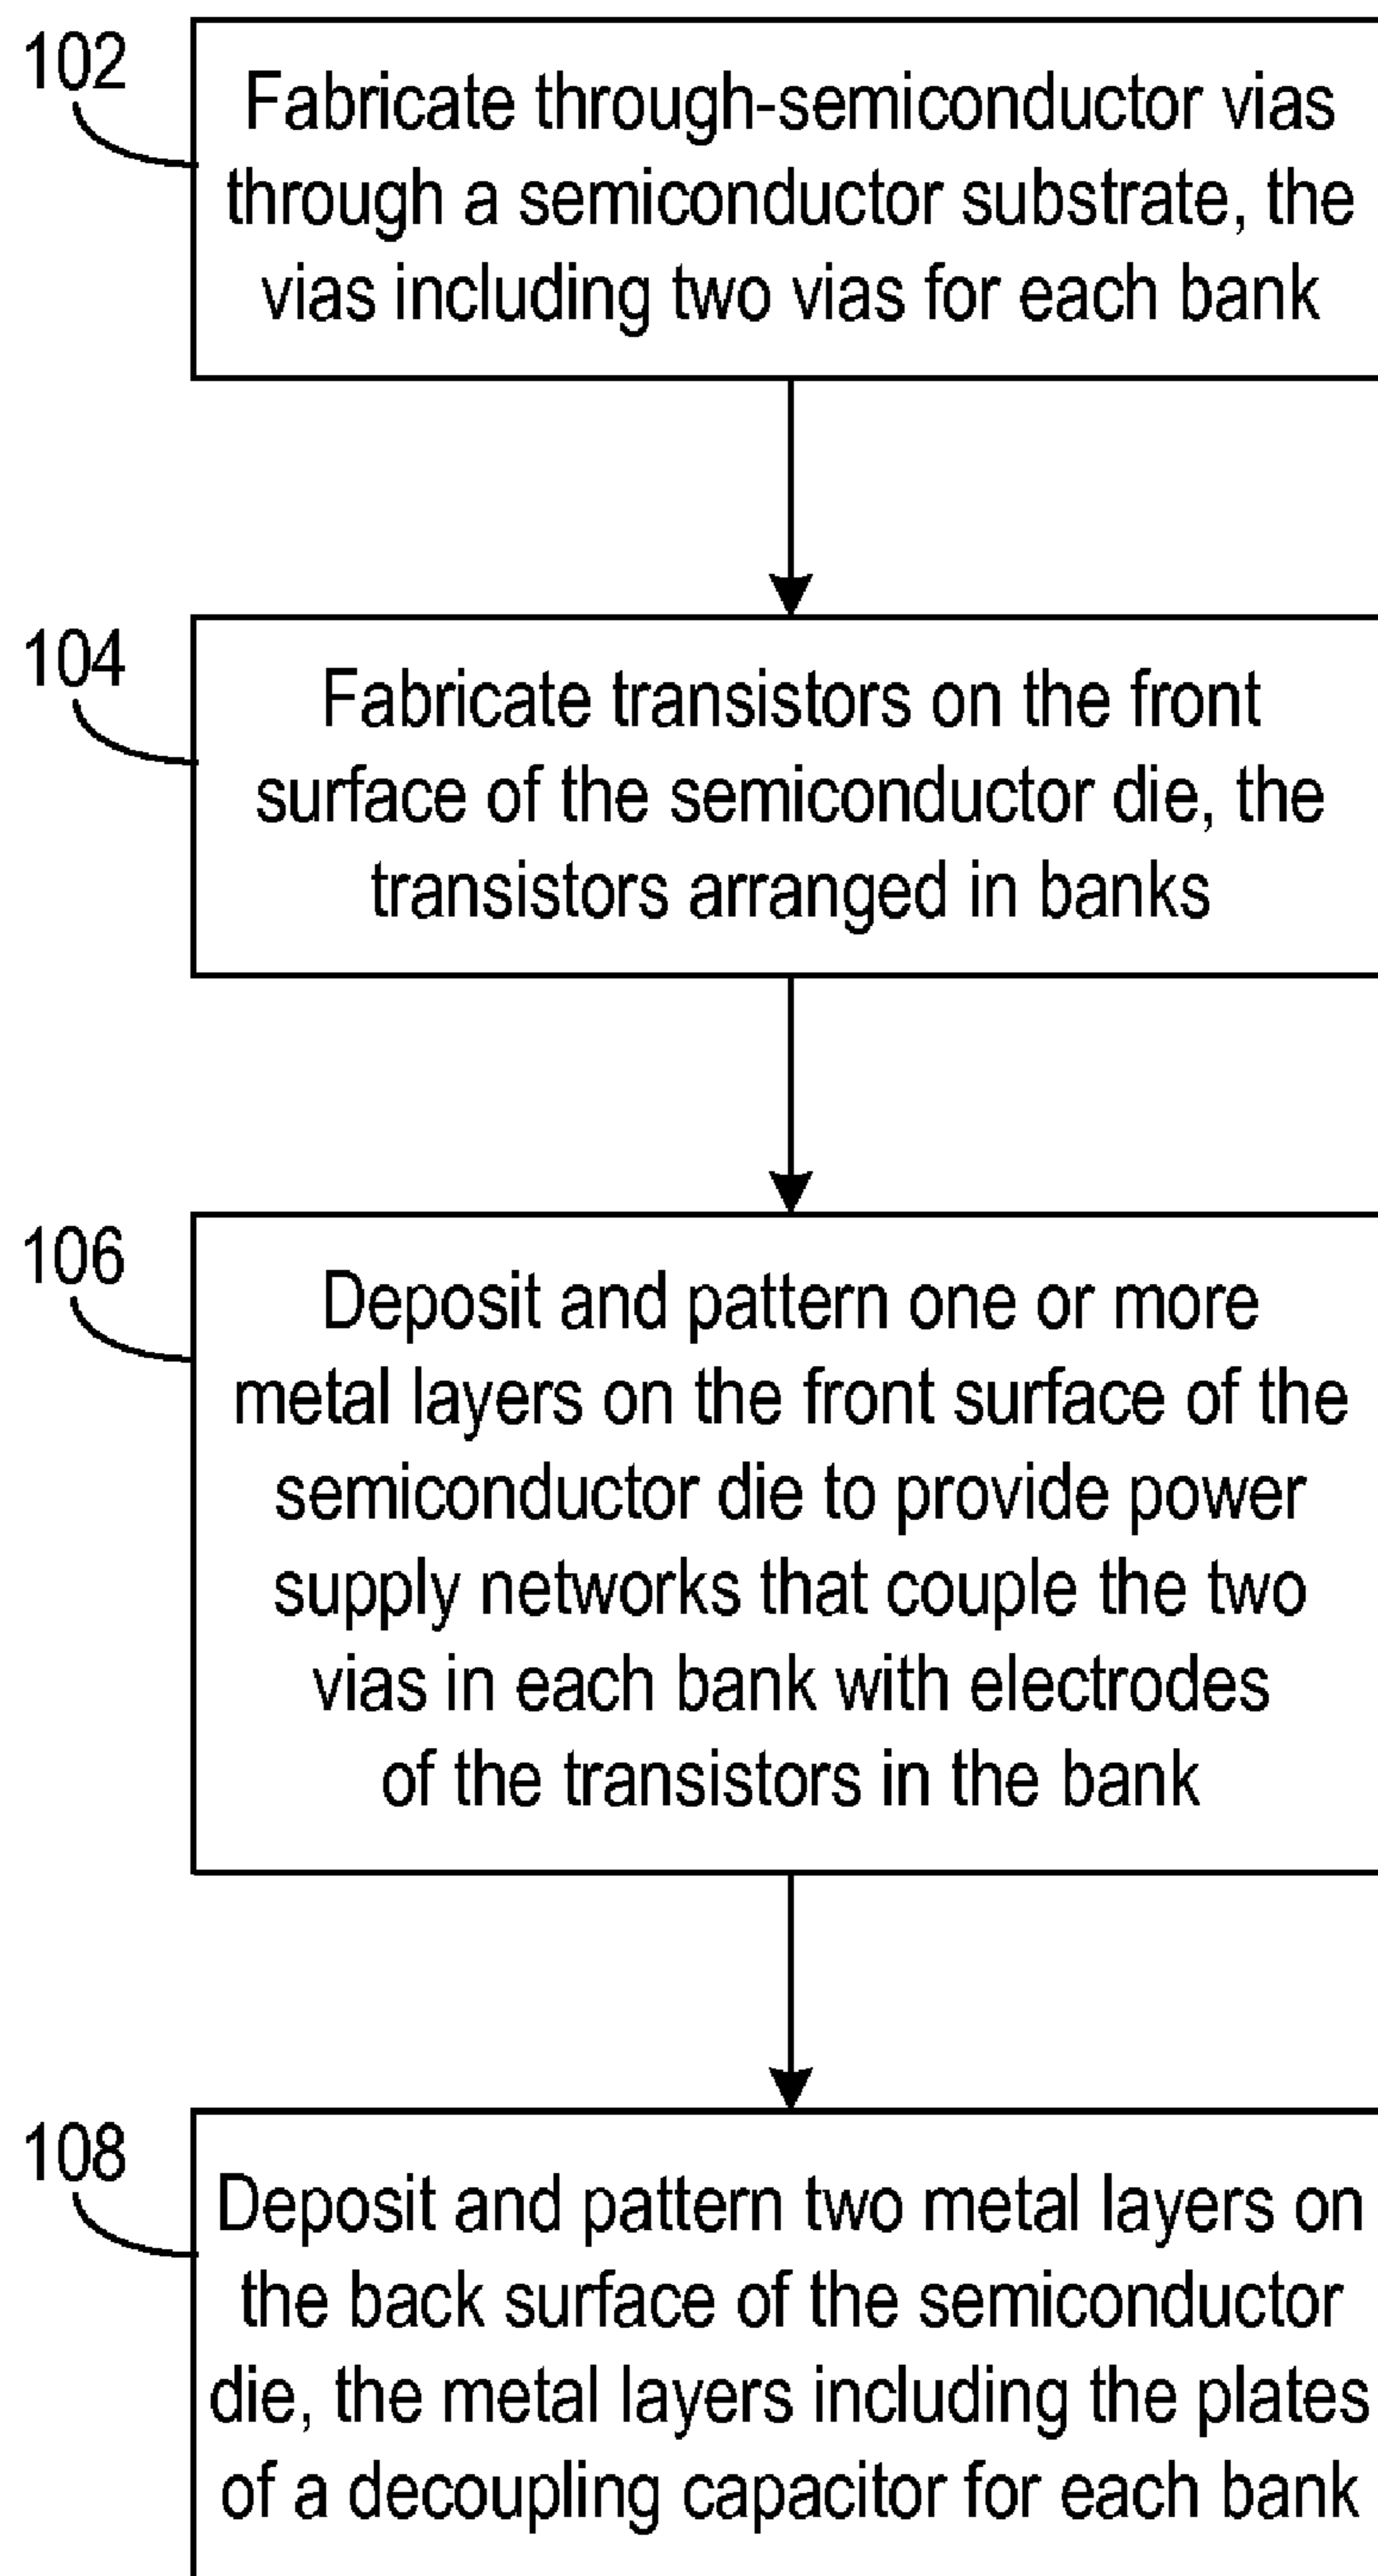 102
Fabricate through-semiconductor vias
through a semiconductor substrate, the
vias including two vias for each bank
104
Fabricate transistors on the front
surface of the semiconductor die, the
transistors arranged in banks
106
Deposit and pattern one or more
metal layers on the front surface of the
semiconductor die to provide power
supply networks that couple the two
vias in each bank with electrodes
of the transistors in the bank
108
Deposit and pattern two metal layers on
the back surface of the semiconductor
die, the metal layers including the plates
of a decoupling capacitor for each bank